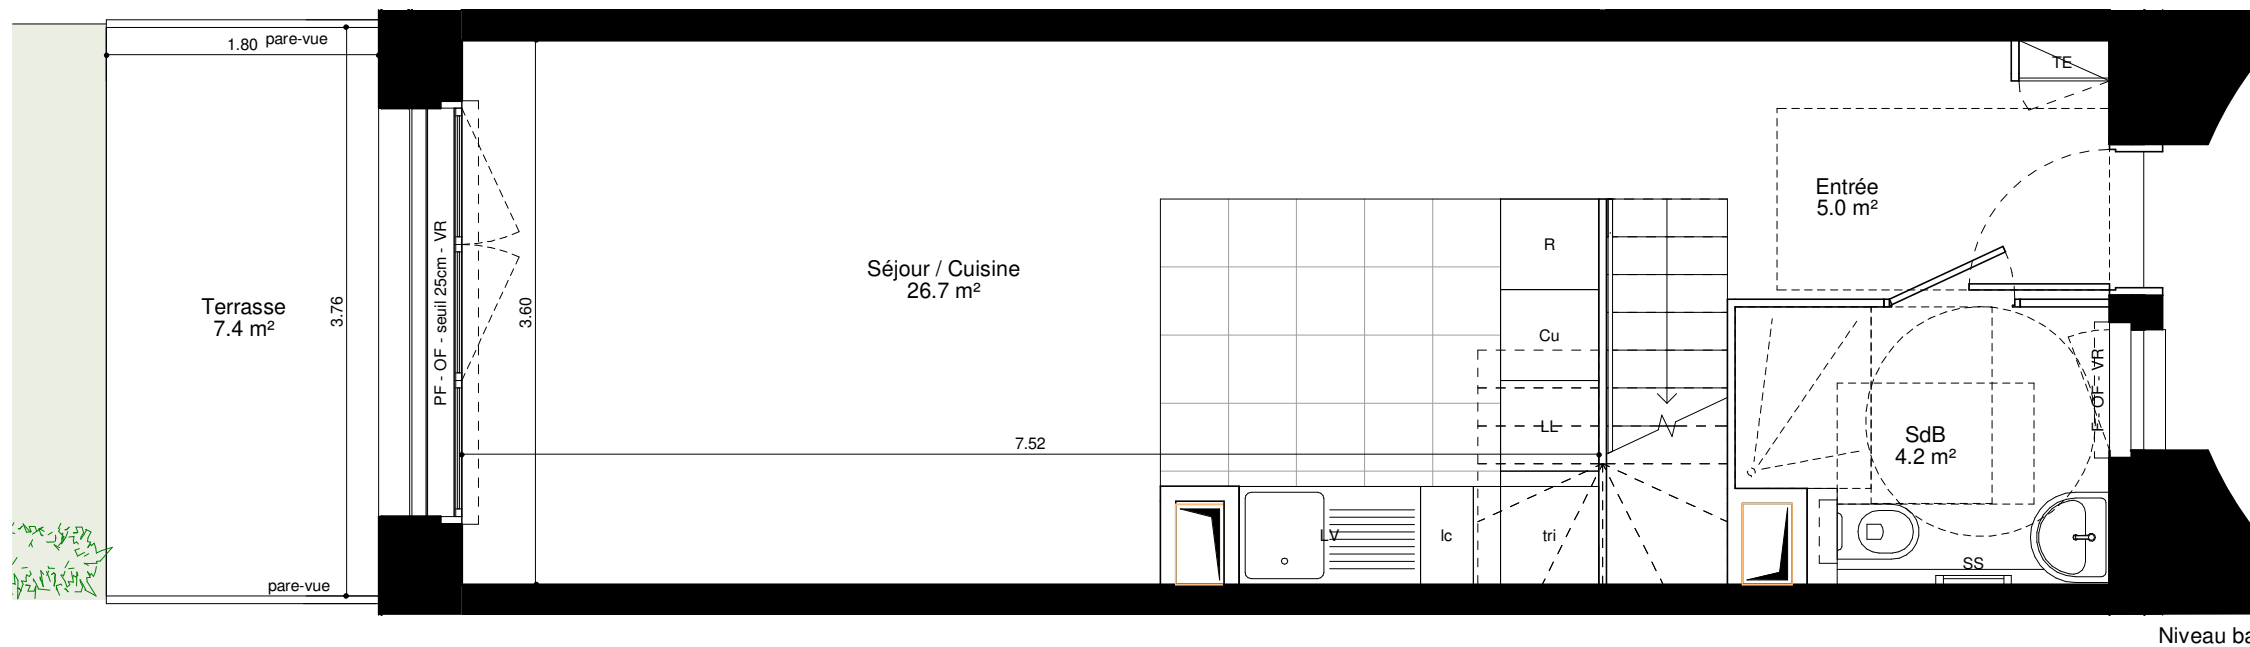 1.80
pare-vue
TE
Entrée
5.0 m²
R
Séjour / Cuisine
26.7 m²
Terrasse
7.4 m²
3.76
PF - OF - seuil 25cm - VR
3.60
Cu
F - OF - VR
LL
7.52
SdB
4.2 m²
LV
lc
tri
SS
pare-vue
Niveau ba